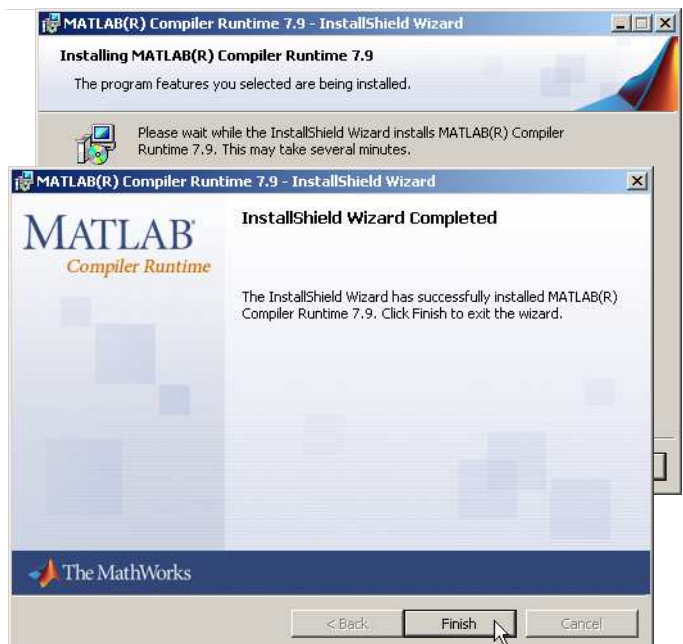 MATLAB(R) Compiler Runtime 7.9 - InstallShield Wizard
Installing MATLAB(R) Compiler Runtime 7.9
The program features you selected are being installed.
Please wait while the InstallShield Wizard installs MATLAB(R) Compiler
Runtime 7.9. This may take several minutes.
MATLAB(R) Compiler Runtime 7.9 - InstallShield Wizard
MATLAB®
Compiler Runtime
InstallShield Wizard Completed
The InstallShield Wizard has successfully installed MATLAB(R)
Compiler Runtime 7.9. Click Finish to exit the wizard.
The MathWorks
< Back
Finish
Cancel